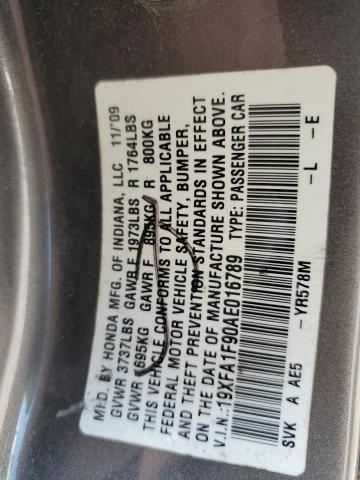 MFD. BY HONDA MFG. OF INDIANA, LLC 11/'09
GVWR 3737LBS GAWR F 1973LBS R 1764LBS
GVWR 1695KG GAWR F 895KG R 800KG
THIS VEHICLE CONFORMS TO ALL APPLICABLE
FEDERAL MOTOR VEHICLE SAFETY, BUMPER,
AND THEFT PREVENTION STANDARDS IN EFFECT
ON THE DATE OF MANUFACTURE SHOWN ABOVE.
V.I.N.:19XFA1F90AE016789 TYPE: PASSENGER CAR
SVK A AE5 -YR578M -L -E